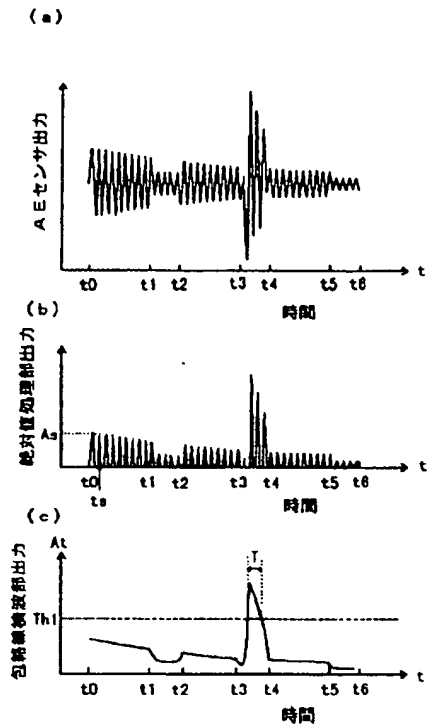 (a)
AEセンサ出力
t0 t1 t2 t3 t4 t5 t6 t
時間
(b)
絶対値処理部出力
As
t0 ts t1 t2 t3 t4 t5 t6 t
時間
(c)
包絡線検波部出力
At
T
Th1
t0 t1 t2 t3 t4 t5 t6 t
時間